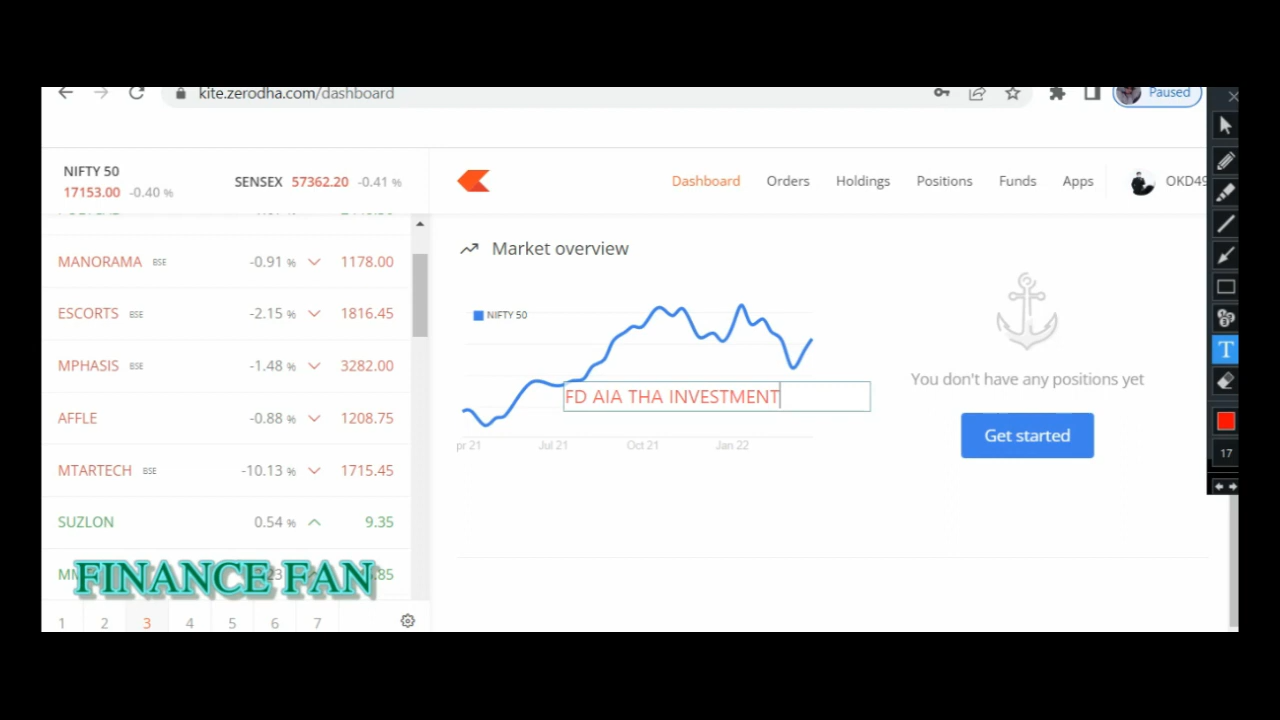 kite.zerodha.com/dashboard
Paused
NIFTY 50
17153.00 -0.40 %
SENSEX 57362.20 -0.41 %
Dashboard Orders Holdings Positions Funds Apps
MANORAMA BSE -0.91 % 1178.00
ESCORTS BSE -2.15 % 1816.45
MPHASIS BSE -1.48 % 3282.00
AFFLE -0.88 % 1208.75
MTARTECH BSE -10.13 % 1715.45
SUZLON 0.54 % 9.35
FINANCE FAN
1 2 3 4 5 6 7
Market overview
NIFTY 50
FD AIA THA INVESTMENT
Jul 21 Oct 21 Jan 22
You don't have any positions yet
Get started
T
17